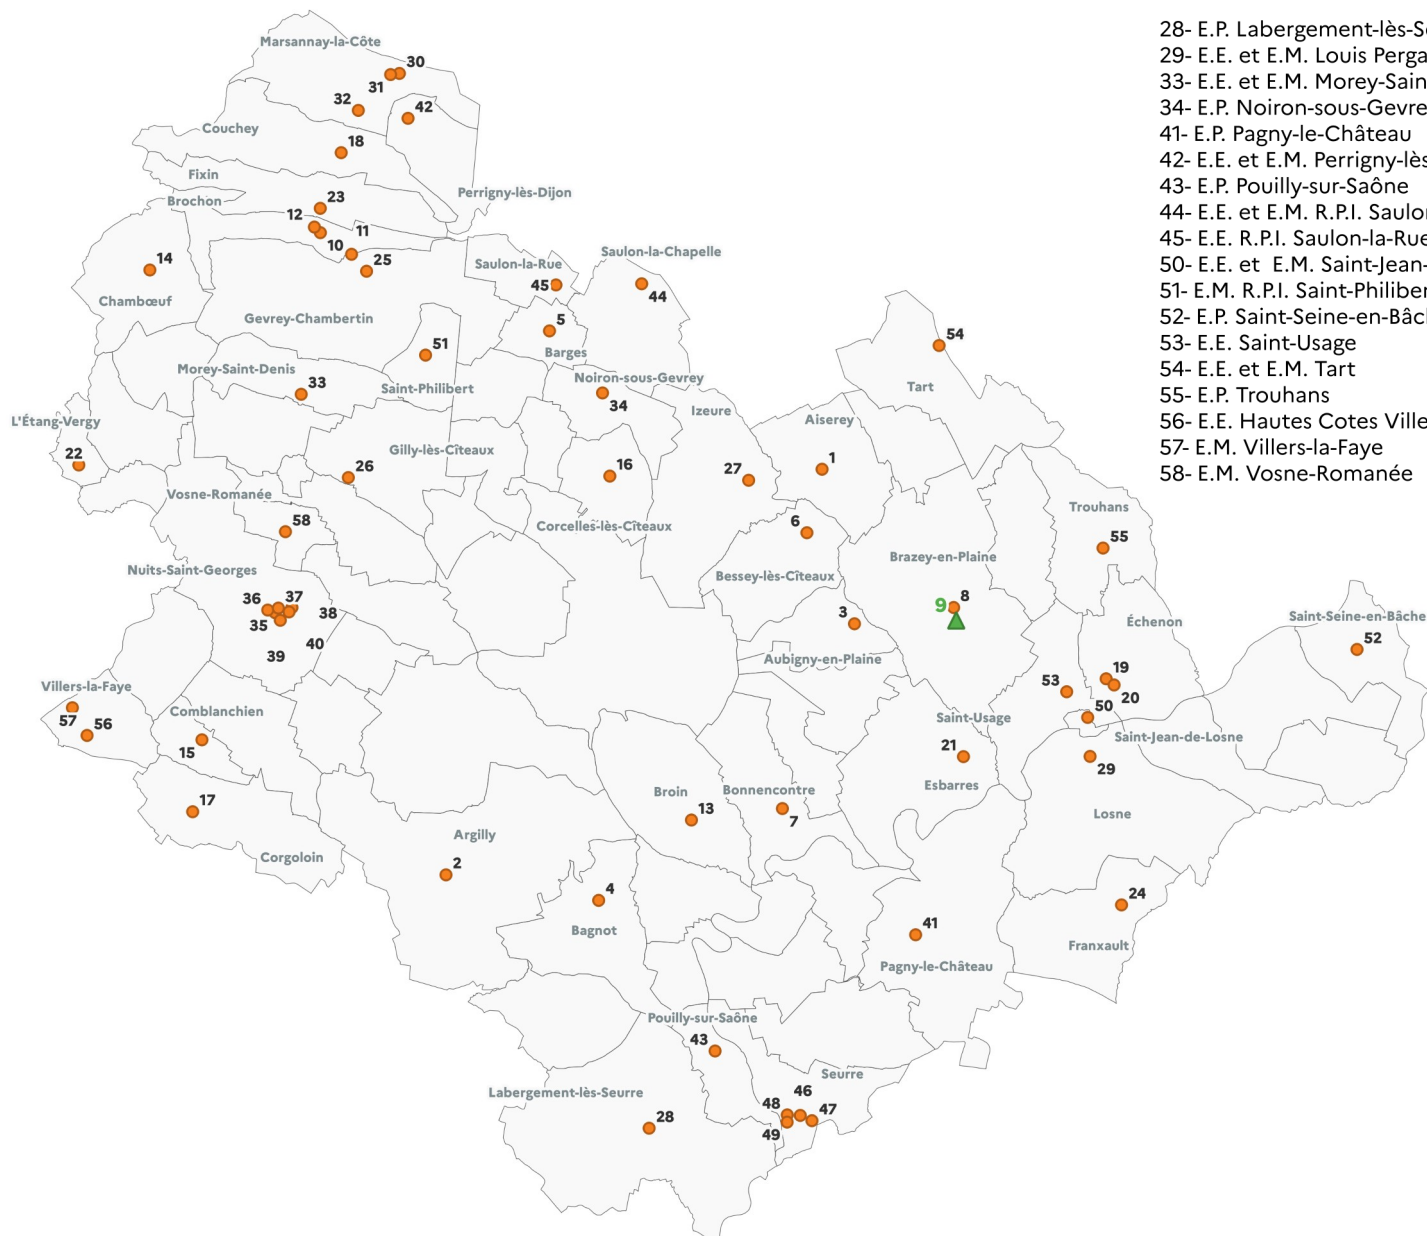 Marsannay-la-Côte
30
31
32
42
Couchey
18
Fixin
Perrigny-lès-Dijon
Brochon
23
12
11
10
25
14
Chambœuf
Saulon-la-Rue
45
Saulon-la-Chapelle
44
Gevrey-Chambertin
5
Barges
51
Saint-Philibert
Morey-Saint-Denis
33
Noiron-sous-Gevrey
34
54
Tart
L'Étang-Vergy
22
Izeure
27
Aiserey
1
Gilly-lès-Cîteaux
26
16
Corcelles-lès-Cîteaux
Vosne-Romanée
58
6
Bessey-lès-Cîteaux
Trouhans
55
Brazey-en-Plaine
9
8
Nuits-Saint-Georges
36
37
38
35
40
39
3
Aubigny-en-Plaine
Échenon
19
20
Saint-Seine-en-Bâche
52
53
50
Saint-Usage
Saint-Jean-de-Losne
Villers-la-Faye
57
56
Comblanchien
15
21
Esbarres
29
Losne
17
Corgoloin
Broin
13
Bonnencontre
7
Argilly
2
4
Bagnot
41
Pagny-le-Château
24
Franxault
Pouilly-sur-Saône
43
Seurre
46
48
47
49
Labergement-lès-Seurre
28
28- E.P. Labergement-lès-S
29- E.E. et E.M. Louis Perga
33- E.E. et E.M. Morey-Sain
34- E.P. Noiron-sous-Gevre
41- E.P. Pagny-le-Château
42- E.E. et E.M. Perrigny-lès
43- E.P. Pouilly-sur-Saône
44- E.E. et E.M. R.P.I. Saulon
45- E.E. R.P.I. Saulon-la-Rue
50- E.E. et E.M. Saint-Jean-
51- E.M. R.P.I. Saint-Philiber
52- E.P. Saint-Seine-en-Bâc
53- E.E. Saint-Usage
54- E.E. et E.M. Tart
55- E.P. Trouhans
56- E.E. Hautes Cotes Ville
57- E.M. Villers-la-Faye
58- E.M. Vosne-Romanée